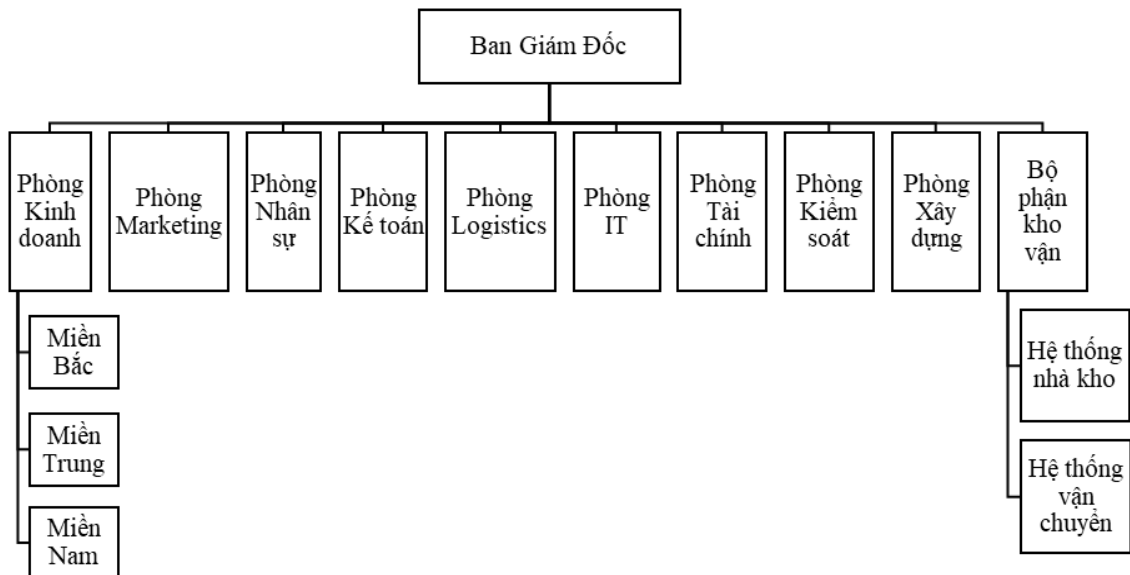 Ban Giám Đốc
Phòng
Kinh
doanh
Phòng
Marketing
Phòng
Nhân
sự
Phòng
Kế toán
Phòng
Logistics
Phòng
IT
Phòng
Tài
chính
Phòng
Kiểm
soát
Phòng
Xây
dựng
Bộ
phận
kho
vận
Miền
Bắc
Miền
Trung
Miền
Nam
Hệ thống
nhà kho
Hệ thống
vận
chuyển